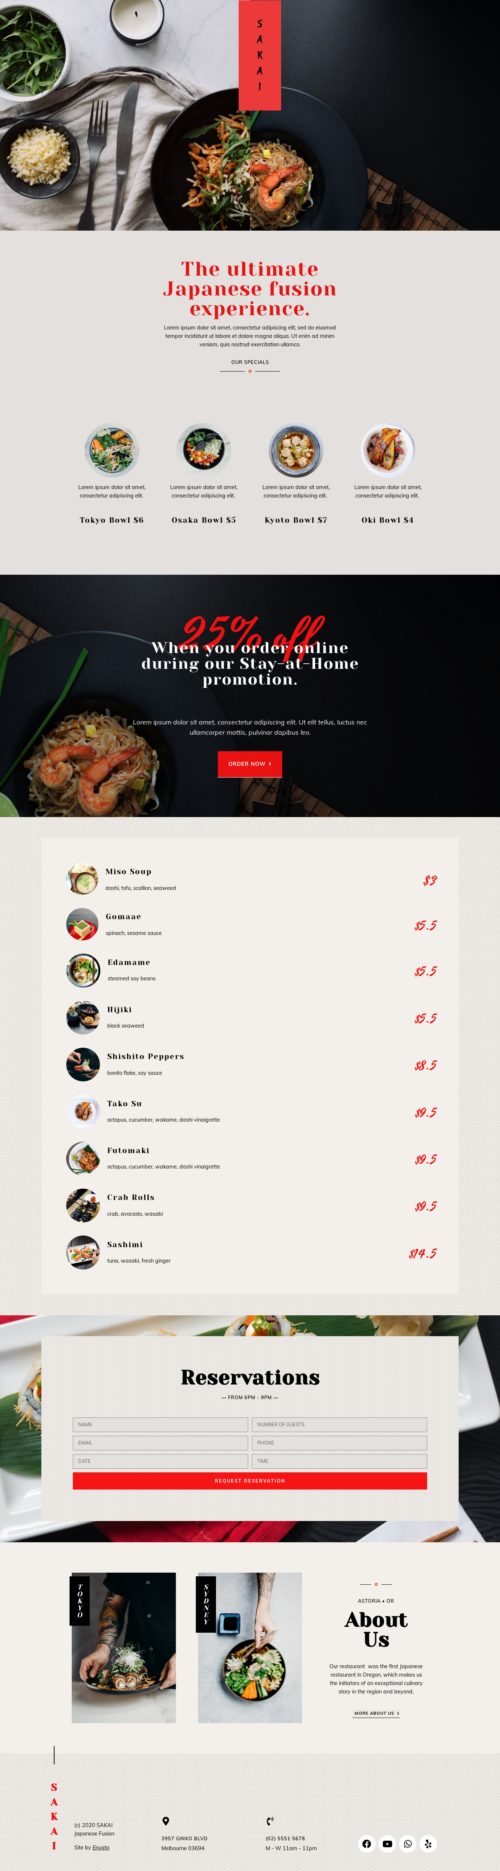 SAKAI
The ultimate
Japanese fusion
experience.
Lorem ipsum dolor sit amet, consectetur adipiscing elit, sed do eiusmod
tempor incididunt ut labore et dolore magna aliqua. Ut enim ad minim
veniam, quis nostrud exercitation ullamco.
OUR SPECIALS
Lorem ipsum dolor sit amet,
consectetur adipiscing elit.
Tokyo Bowl $6
Lorem ipsum dolor sit amet,
consectetur adipiscing elit.
Osaka Bowl $5
Lorem ipsum dolor sit amet,
consectetur adipiscing elit.
Kyoto Bowl $7
Lorem ipsum dolor sit amet,
consectetur adipiscing elit.
Oki Bowl $4
25% off
When you order online
during our Stay-at-Home
promotion.
Lorem ipsum dolor sit amet, consectetur adipiscing elit. Ut elit tellus, luctus nec
ullamcorper mattis, pulvinar dapibus leo.
ORDER NOW >
Miso Soup
dashi, tofu, scallion, seaweed
$3
Gomaae
spinach, sesame sauce
$5.5
Edamame
steamed soy beans
$5.5
Hijiki
black seaweed
$5.5
Shishito Peppers
bonito flake, soy sauce
$8.5
Tako Su
octopus, cucumber, wakame, dashi vinaigrette
$9.5
Futomaki
octopus, cucumber, wakame, dashi vinaigrette
$9.5
Crab Rolls
crab, avocado, wasabi
$9.5
Sashimi
tuna, wasabi, fresh ginger
$14.5
Reservations
— FROM 6PM - 9PM —
NAME
NUMBER OF GUESTS
EMAIL
PHONE
DATE
TIME
REQUEST RESERVATION
TOKYO
SYDNEY
ASTORIA • OR
About
Us
Our restaurant was the first Japanese
restaurant in Oregon, which makes us
the initiators of an exceptional culinary
story in the region and beyond.
MORE ABOUT US >
SAKAI
(c) 2020 SAKAI
Japanese Fusion
Site by Envato
3957 GINKO BLVD
Melbourne 03694
(02) 5551 5678
M - W 11am - 11pm